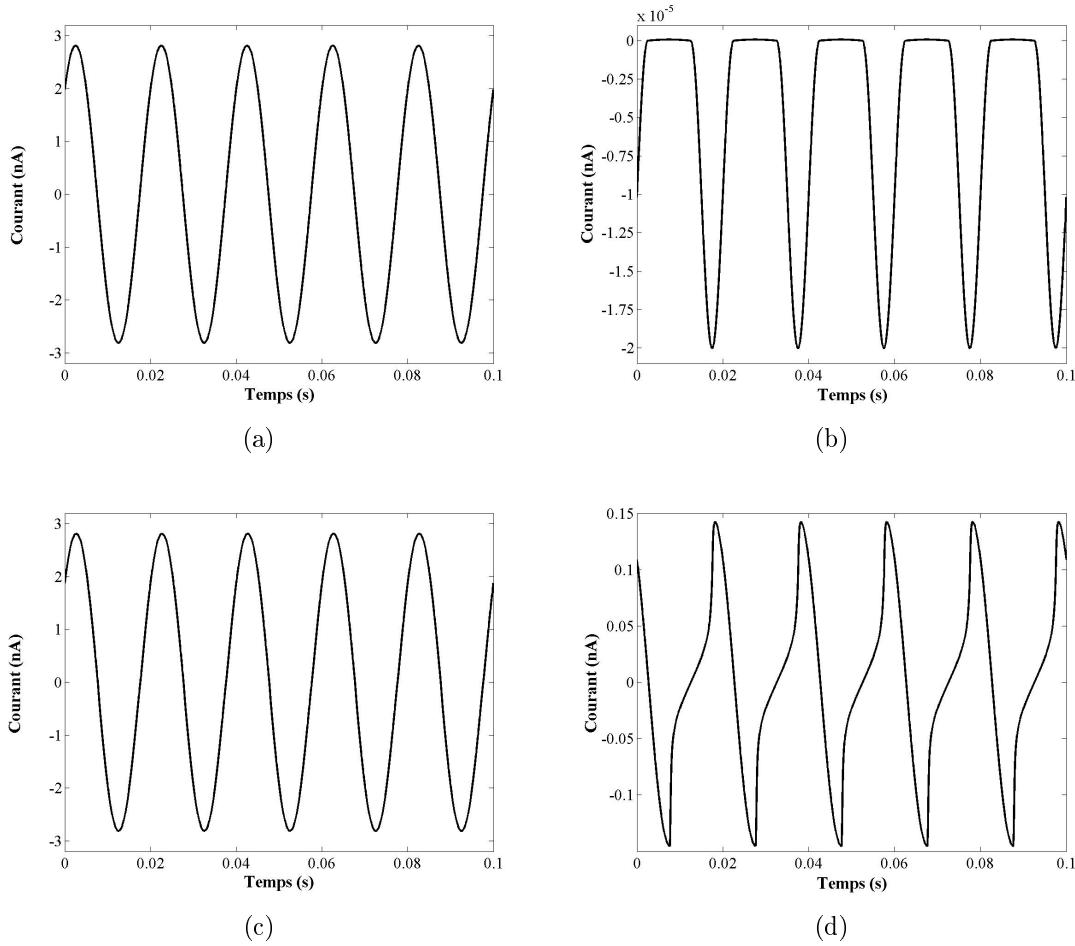 3
2
1
0
-1
-2
-3
0 0.02 0.04 0.06 0.08 0.1
Courant (nA)
Temps (s)
(a)
x 10-5
0
-0.25
-0.5
-0.75
-1
-1.25
-1.5
-1.75
-2
0 0.02 0.04 0.06 0.08 0.1
Courant (nA)
Temps (s)
(b)
3
2
1
0
-1
-2
-3
0 0.02 0.04 0.06 0.08 0.1
Courant (nA)
Temps (s)
(c)
0.15
0.1
0.05
0
-0.05
-0.1
0 0.02 0.04 0.06 0.08 0.1
Courant (nA)
Temps (s)
(d)